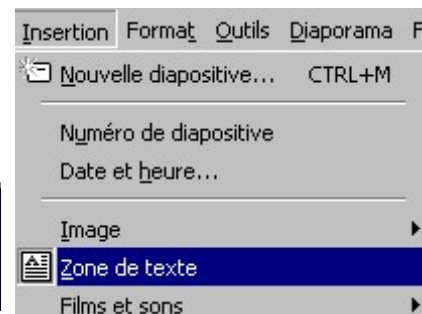 Insertion Format Outils Diaporama F
Nouvelle diapositive... CTRL+M
Numéro de diapositive
Date et heure...
Image
Zone de texte
Films et sons